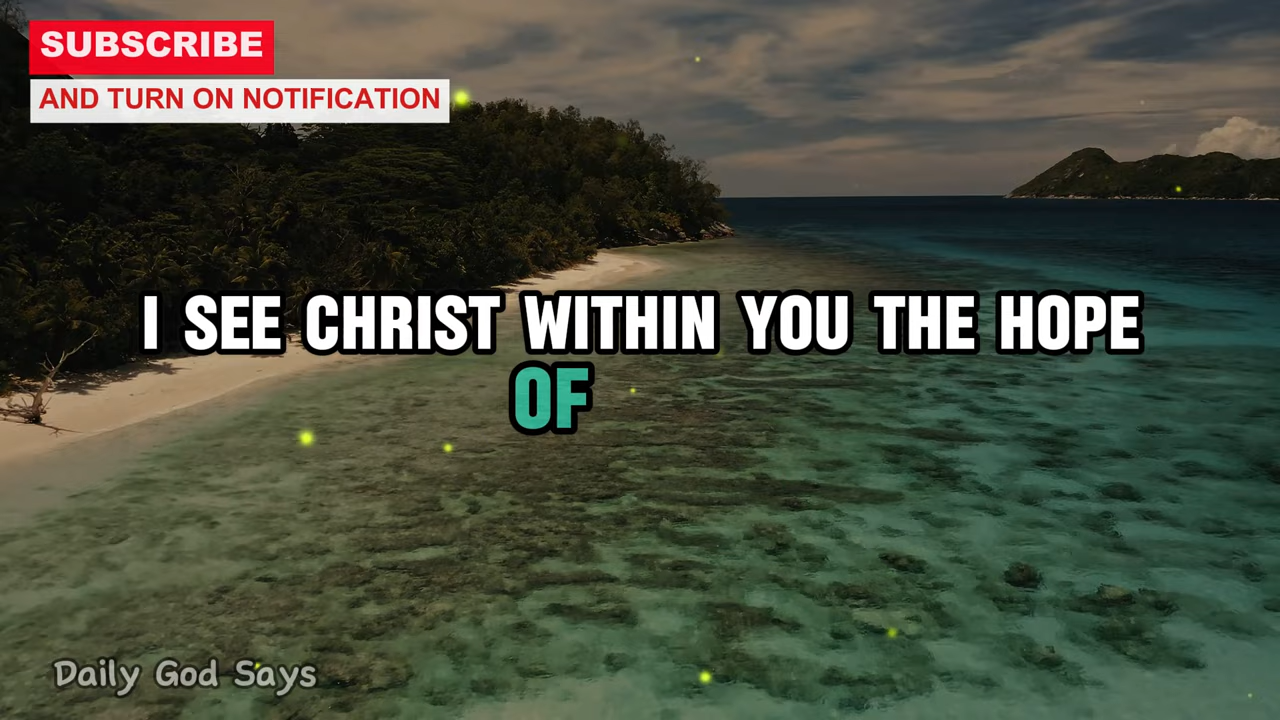 SUBSCRIBE
AND TURN ON NOTIFICATION
I SEE CHRIST WITHIN YOU THE HOPE
OF
Daily God Says